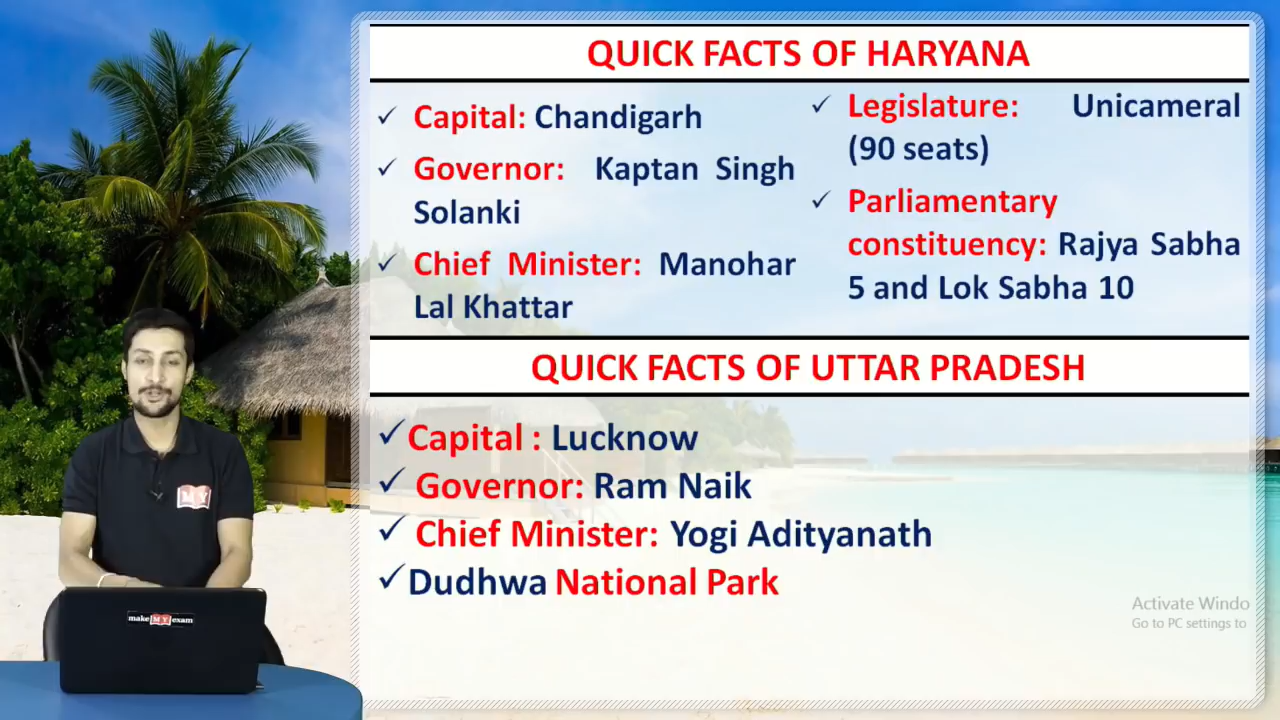 QUICK FACTS OF HARYANA
✓ Capital: Chandigarh
✓ Governor: Kaptan Singh
Solanki
✓ Chief Minister: Manohar
Lal Khattar
✓ Legislature: Unicameral
(90 seats)
✓ Parliamentary
constituency: Rajya Sabha
5 and Lok Sabha 10
QUICK FACTS OF UTTAR PRADESH
✓Capital : Lucknow
✓ Governor: Ram Naik
✓ Chief Minister: Yogi Adityanath
✓Dudhwa National Park
Activate Windo
Go to PC settings to
M Y
make M Y exam